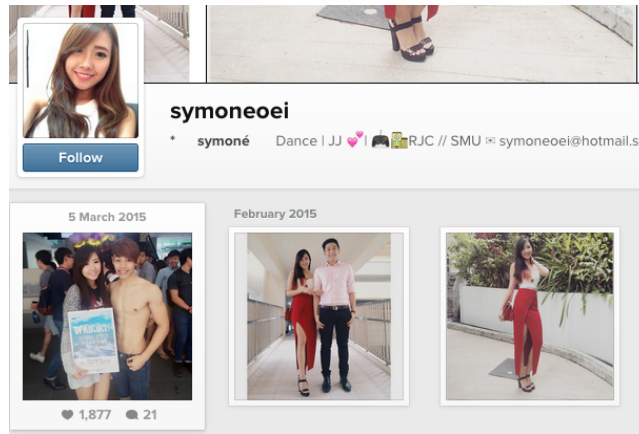 symoneoei
* symoné Dance | JJ 💕 | 🎮 RJC // SMU ✉ symoneoei@hotmail.s
Follow
5 March 2015
February 2015
1,877 21